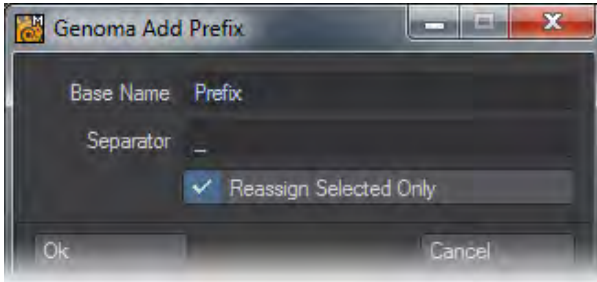 M
Genoma Add Prefix
X
Base Name Prefix
Separator _
Reassign Selected Only
Ok Cancel